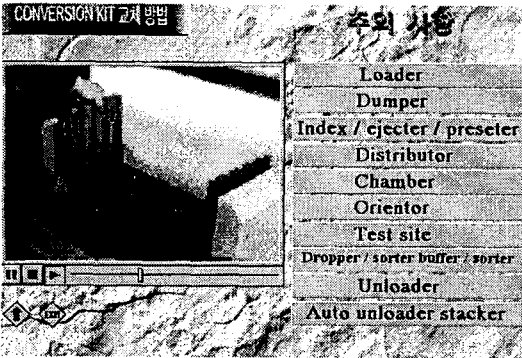 CONVERSION KIT 교체 방법
주의 사항
Loader
Dumper
Index / ejecter / preseter
Distributor
Chamber
Orientor
Test site
Dropper / sorter buffer / sorter
Unloader
Auto unloader stacker
EXIT